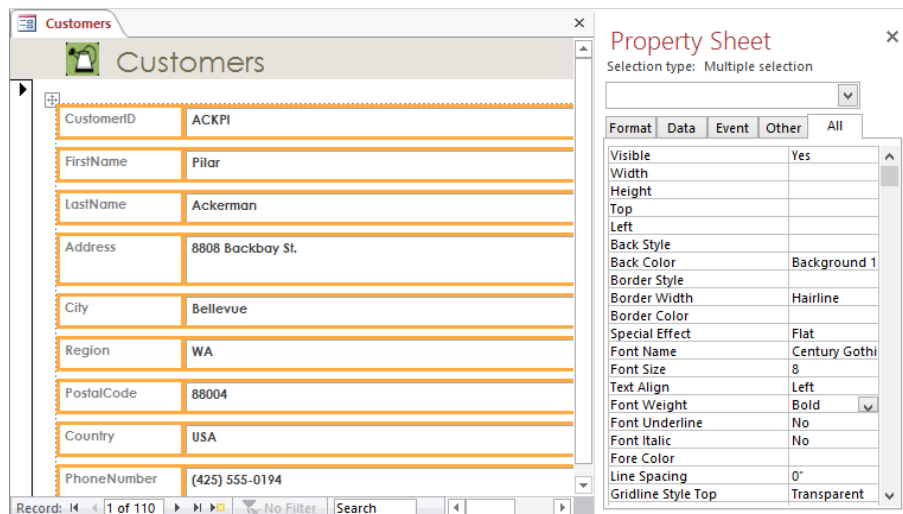 Customers
Customers
CustomerID ACKPI
FirstName Pilar
LastName Ackerman
Address 8808 Backbay St.
City Bellevue
Region WA
PostalCode 88004
Country USA
PhoneNumber (425) 555-0194
Record: 1 of 110 No Filter Search
Property Sheet
Selection type: Multiple selection
Format Data Event Other All
Visible Yes
Width
Height
Top
Left
Back Style
Back Color Background 1
Border Style
Border Width Hairline
Border Color
Special Effect Flat
Font Name Century Gothi
Font Size 8
Text Align Left
Font Weight Bold
Font Underline No
Font Italic No
Fore Color
Line Spacing 0"
Gridline Style Top Transparent